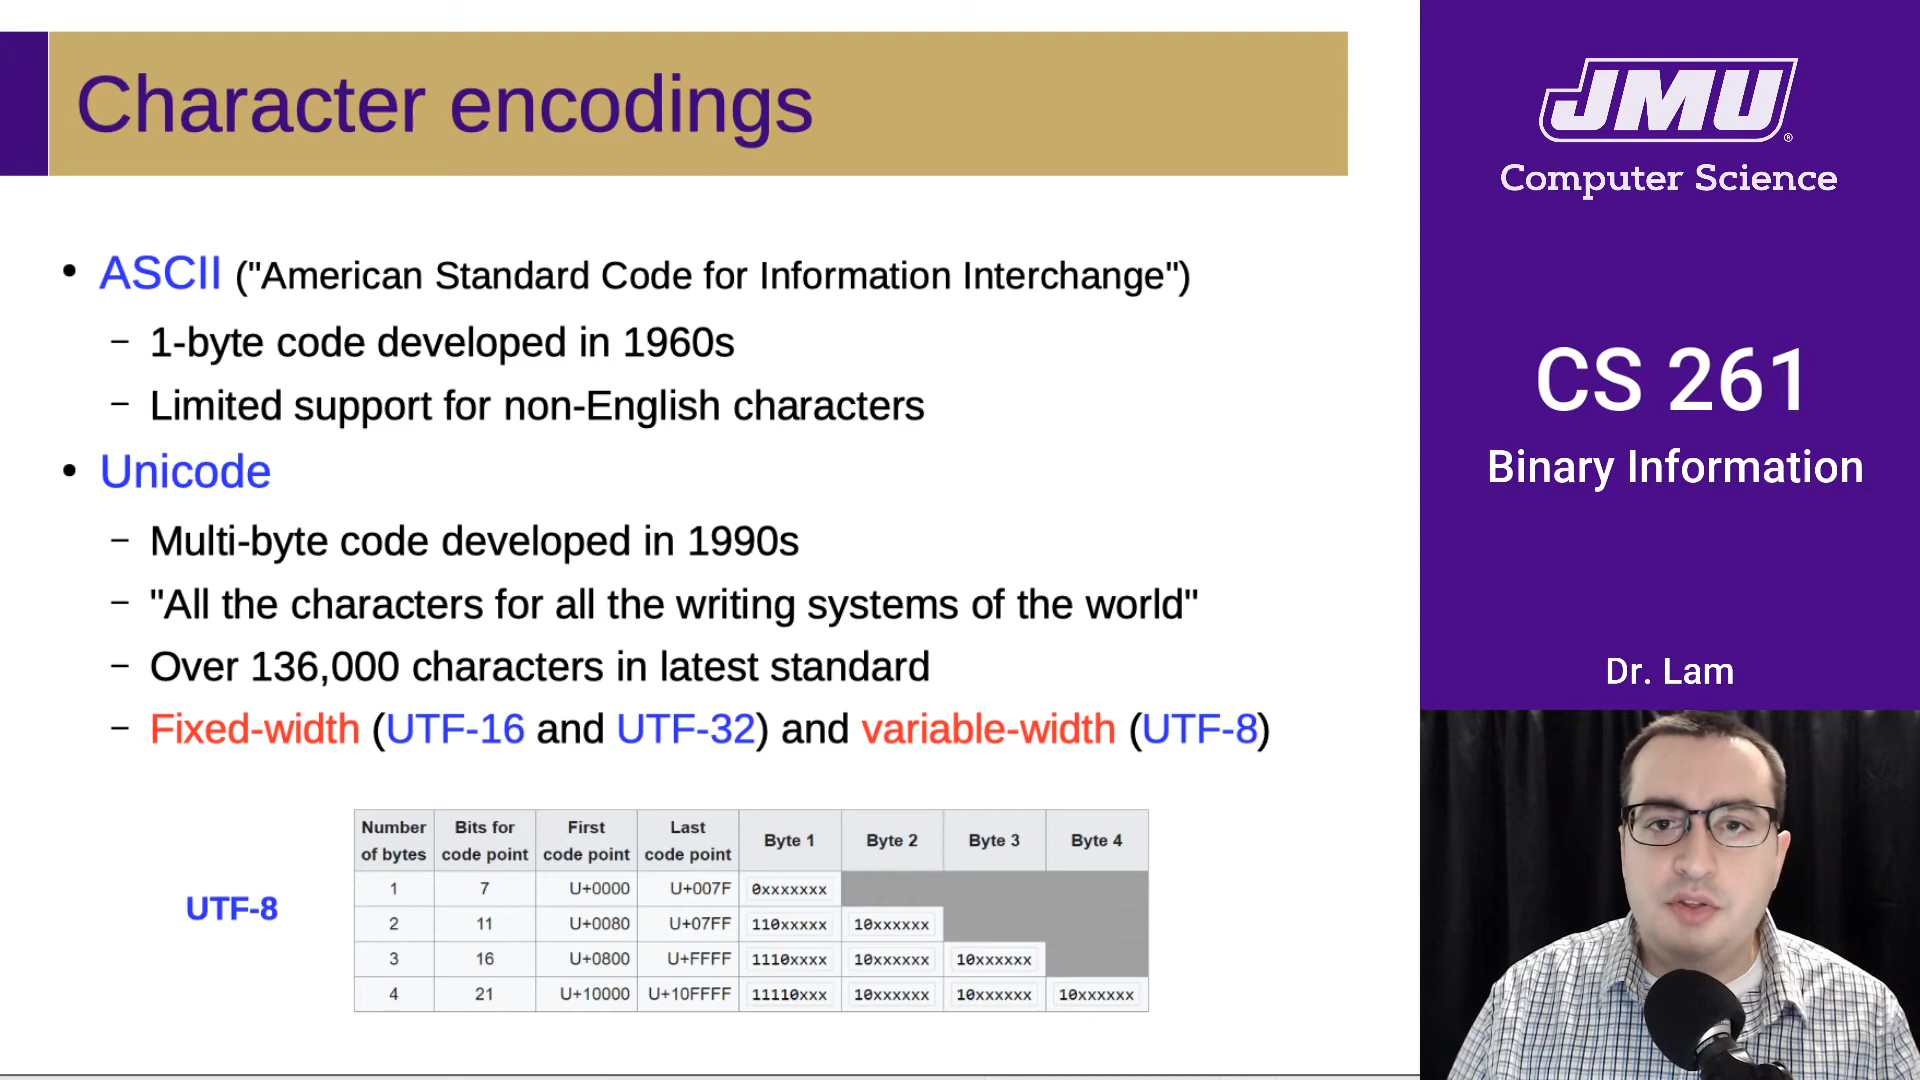 Character encodings
• ASCII ("American Standard Code for Information Interchange")
– 1-byte code developed in 1960s
– Limited support for non-English characters
• Unicode
– Multi-byte code developed in 1990s
– "All the characters for all the writing systems of the world"
– Over 136,000 characters in latest standard
– Fixed-width (UTF-16 and UTF-32) and variable-width (UTF-8)
UTF-8
Number of bytes Bits for code point First code point Last code point Byte 1 Byte 2 Byte 3 Byte 4
1 7 U+0000 U+007F 0xxxxxxx
2 11 U+0080 U+07FF 110xxxxx 10xxxxxx
3 16 U+0800 U+FFFF 1110xxxx 10xxxxxx 10xxxxxx
4 21 U+10000 U+10FFFF 11110xxx 10xxxxxx 10xxxxxx 10xxxxxx
JMU®
Computer Science
CS 261
Binary Information
Dr. Lam